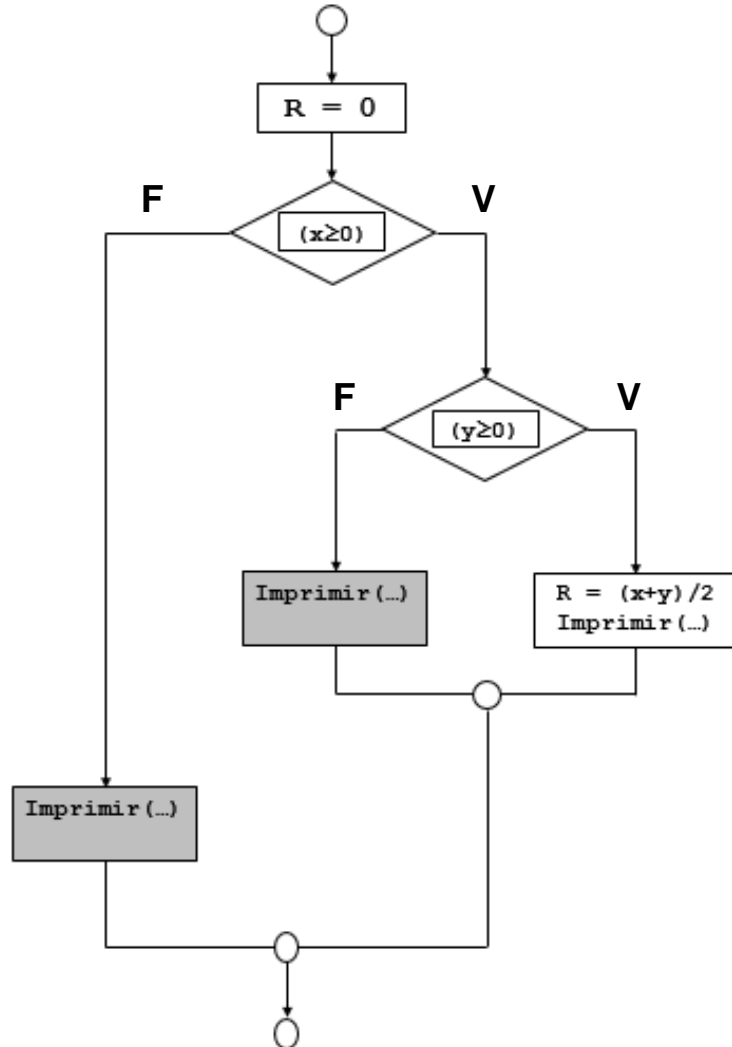 R = 0
F
V
(x≥0)
F
V
(y≥0)
Imprimir(…)
R = (x+y)/2
Imprimir(…)
Imprimir(…)